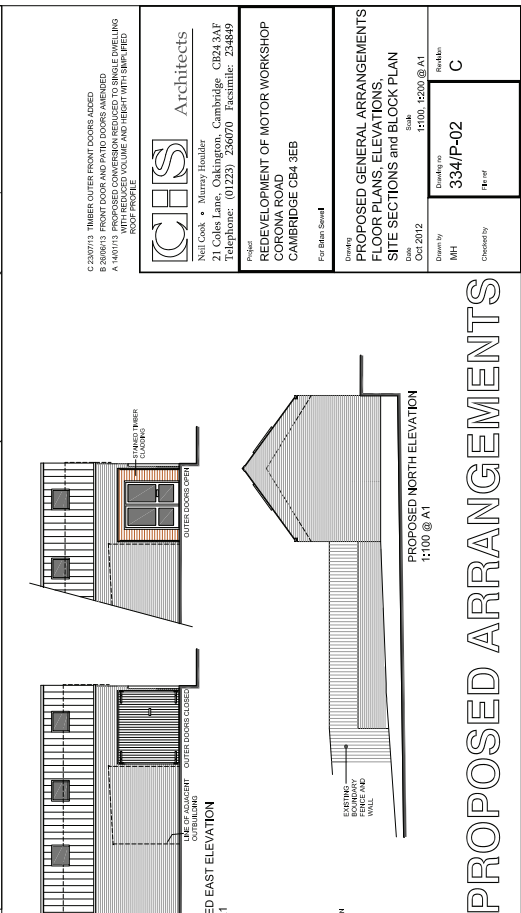 C 23/07/13 TIMBER OUTER FRONT DOORS ADDED
B 26/06/13 FRONT DOOR AND PATIO DOORS AMENDED
A 14/01/13 PROPOSED CONVERSION REDUCED TO SINGLE DWELLING
WITH REDUCED VOLUME AND HEIGHT WITH SIMPLIFIED
ROOF PROFILE
CHS Architects
Neil Cook • Murray Houlder
21 Coles Lane, Oakington, Cambridge CB24 3AF
Telephone: (01223) 236070 Facsimile: 234849
Project
REDEVELOPMENT OF MOTOR WORKSHOP
CORONA ROAD
CAMBRIDGE CB4 3EB
For Brian Sewell
Drawing
PROPOSED GENERAL ARRANGEMENTS
FLOOR PLANS, ELEVATIONS,
SITE SECTIONS and BLOCK PLAN
Date
Oct 2012
Scale
1:100, 1:200 @ A1
Drawn by
MH
Checked by
Drawing no
334/P-02
File ref
Revision
C
STAINED TIMBER
CLADDING
OUTER DOORS OPEN
OUTER DOORS CLOSED
LINE OF ADJACENT
OUTBUILDING
ED EAST ELEVATION
1
EXISTING
BOUNDARY
FENCE AND
WALL
PROPOSED NORTH ELEVATION
1:100 @ A1
N
PROPOSED ARRANGEMENTS